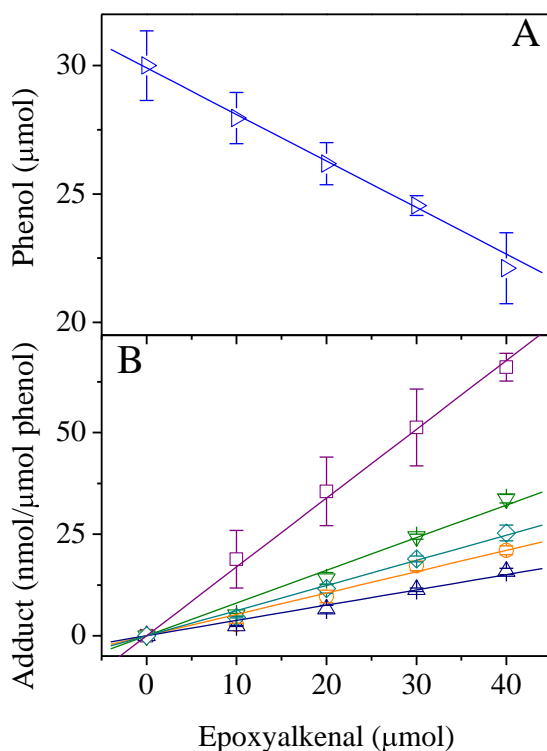 A
30
25
20
Phenol (μmol)
B
50
25
0
Adduct (nmol/μmol phenol)
0 10 20 30 40
Epoxyalkenal (μmol)